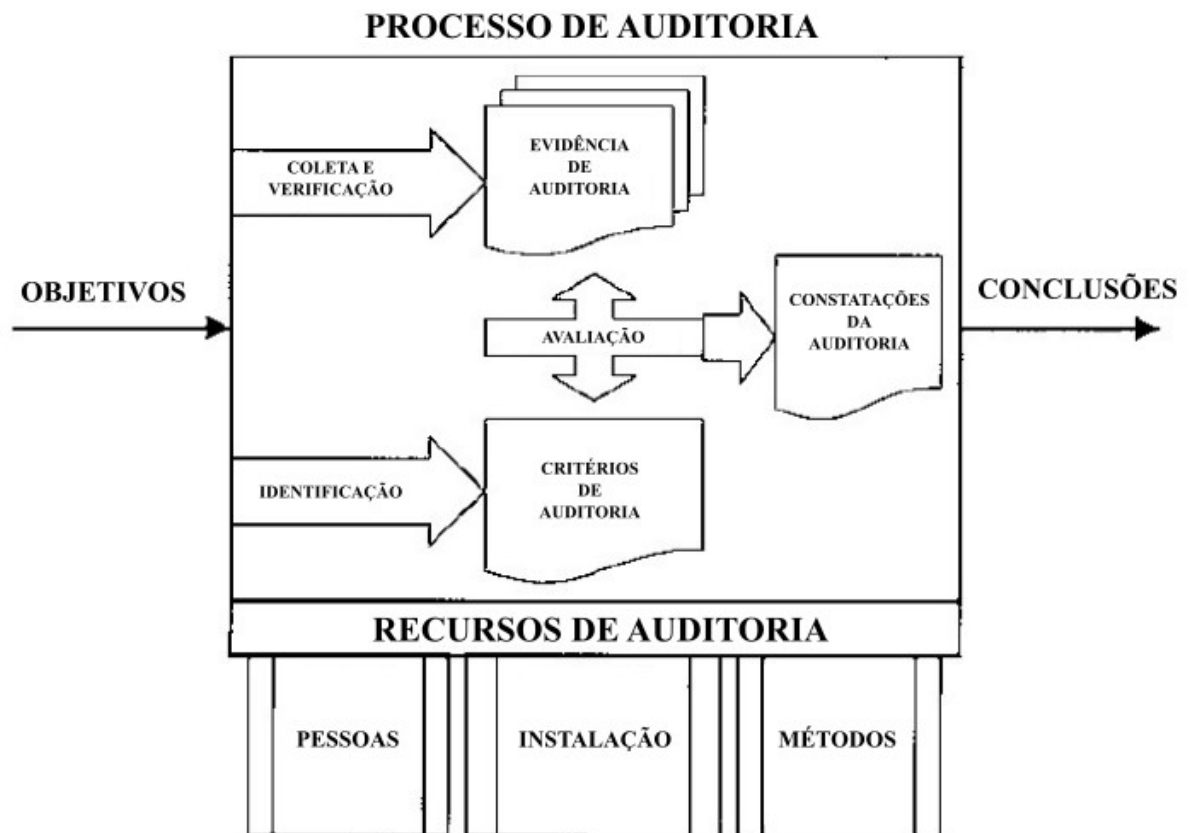 PROCESSO DE AUDITORIA
COLETA E
VERIFICAÇÃO
EVIDÊNCIA
DE
AUDITORIA
OBJETIVOS
AVALIAÇÃO
CONSTATAÇÕES
DA
AUDITORIA
CONCLUSÕES
IDENTIFICAÇÃO
CRITÉRIOS
DE
AUDITORIA
RECURSOS DE AUDITORIA
PESSOAS
INSTALAÇÃO
MÉTODOS